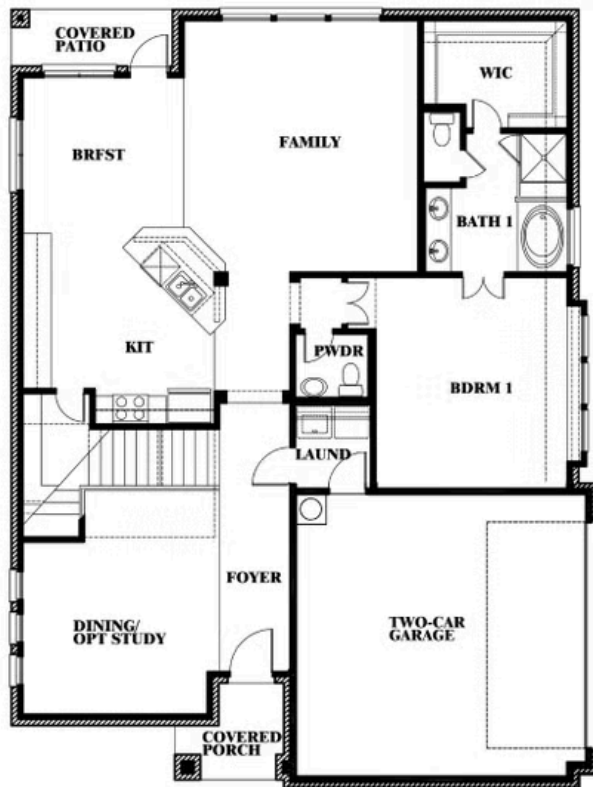 COVERED
PATIO
WIC
BRFST
FAMILY
BATH 1
KIT
PWDR
BDRM 1
LAUND
FOYER
DINING/
OPT STUDY
TWO-CAR
GARAGE
COVERED
PORCH